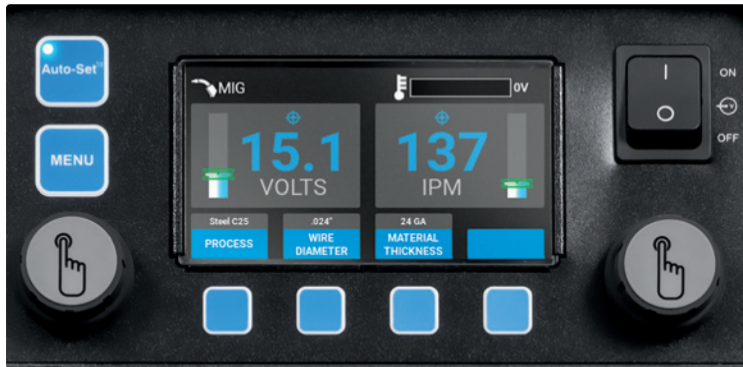 Auto-Set™
MENU
MIG
0V
15.1
VOLTS
137
IPM
Steel C25
PROCESS
.024"
WIRE
DIAMETER
24 GA
MATERIAL
THICKNESS
I
O
ON
V
OFF